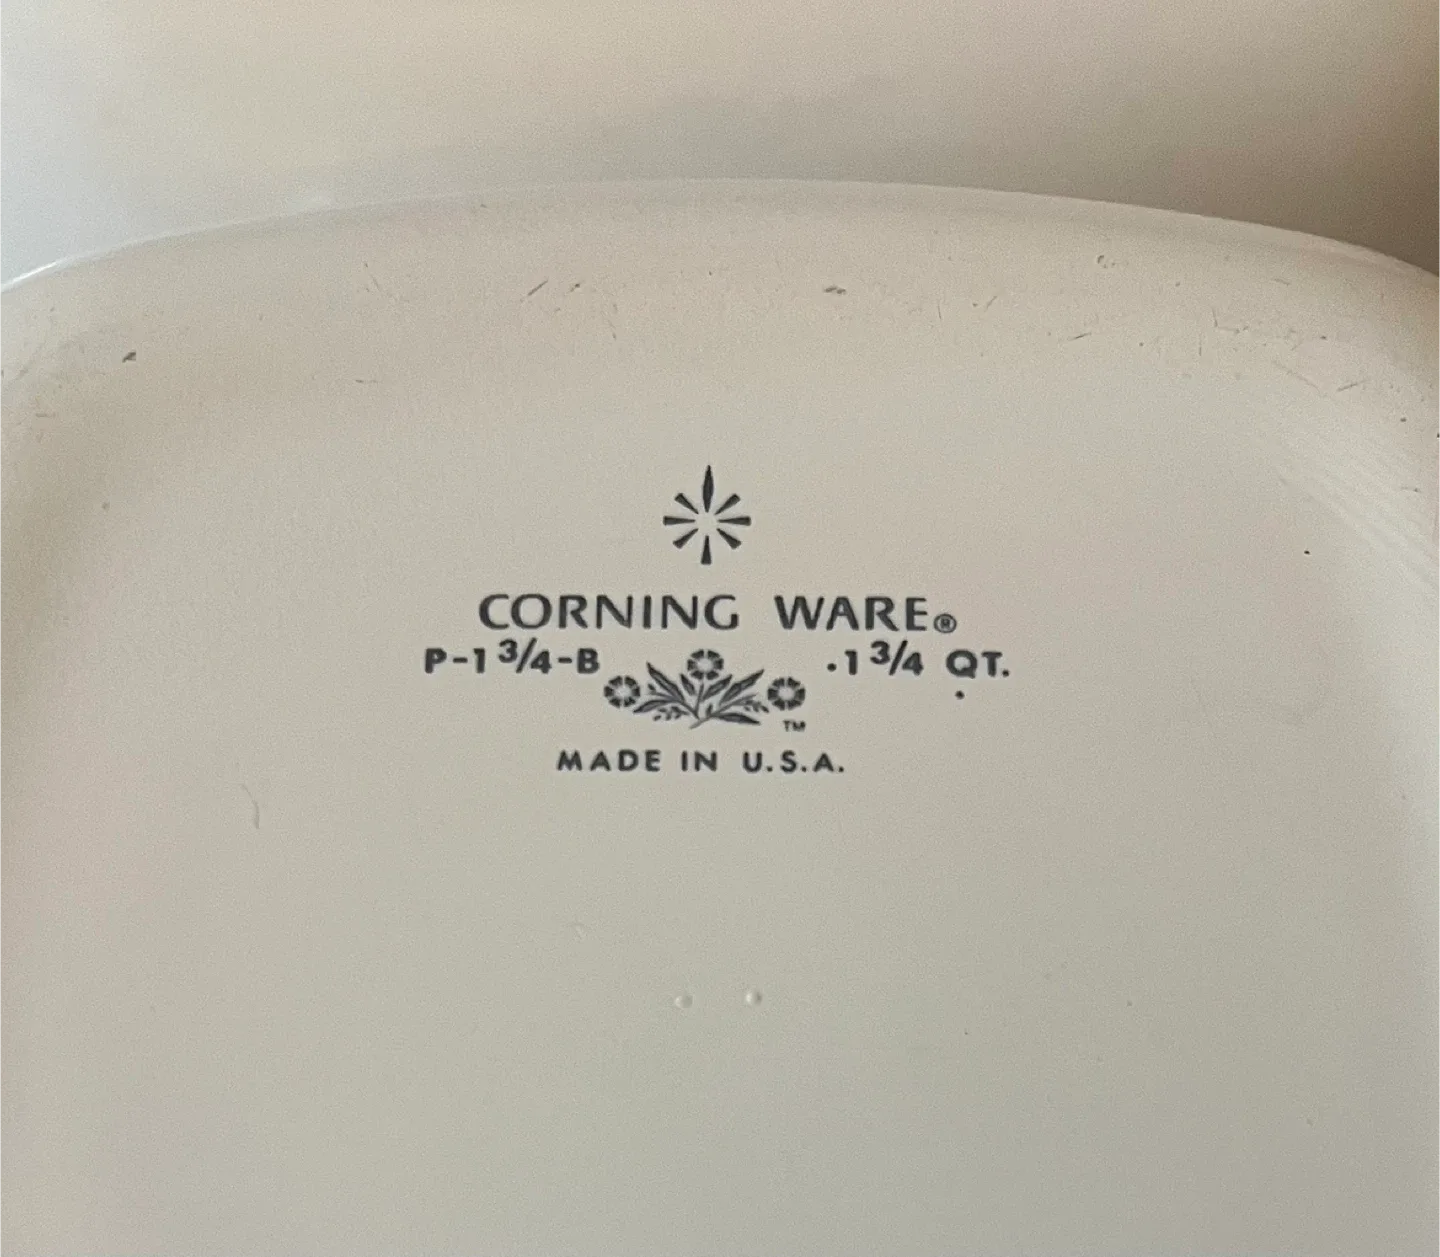 CORNING WARE®
P-1 3/4-B .1 3/4 QT.
TM
MADE IN U.S.A.